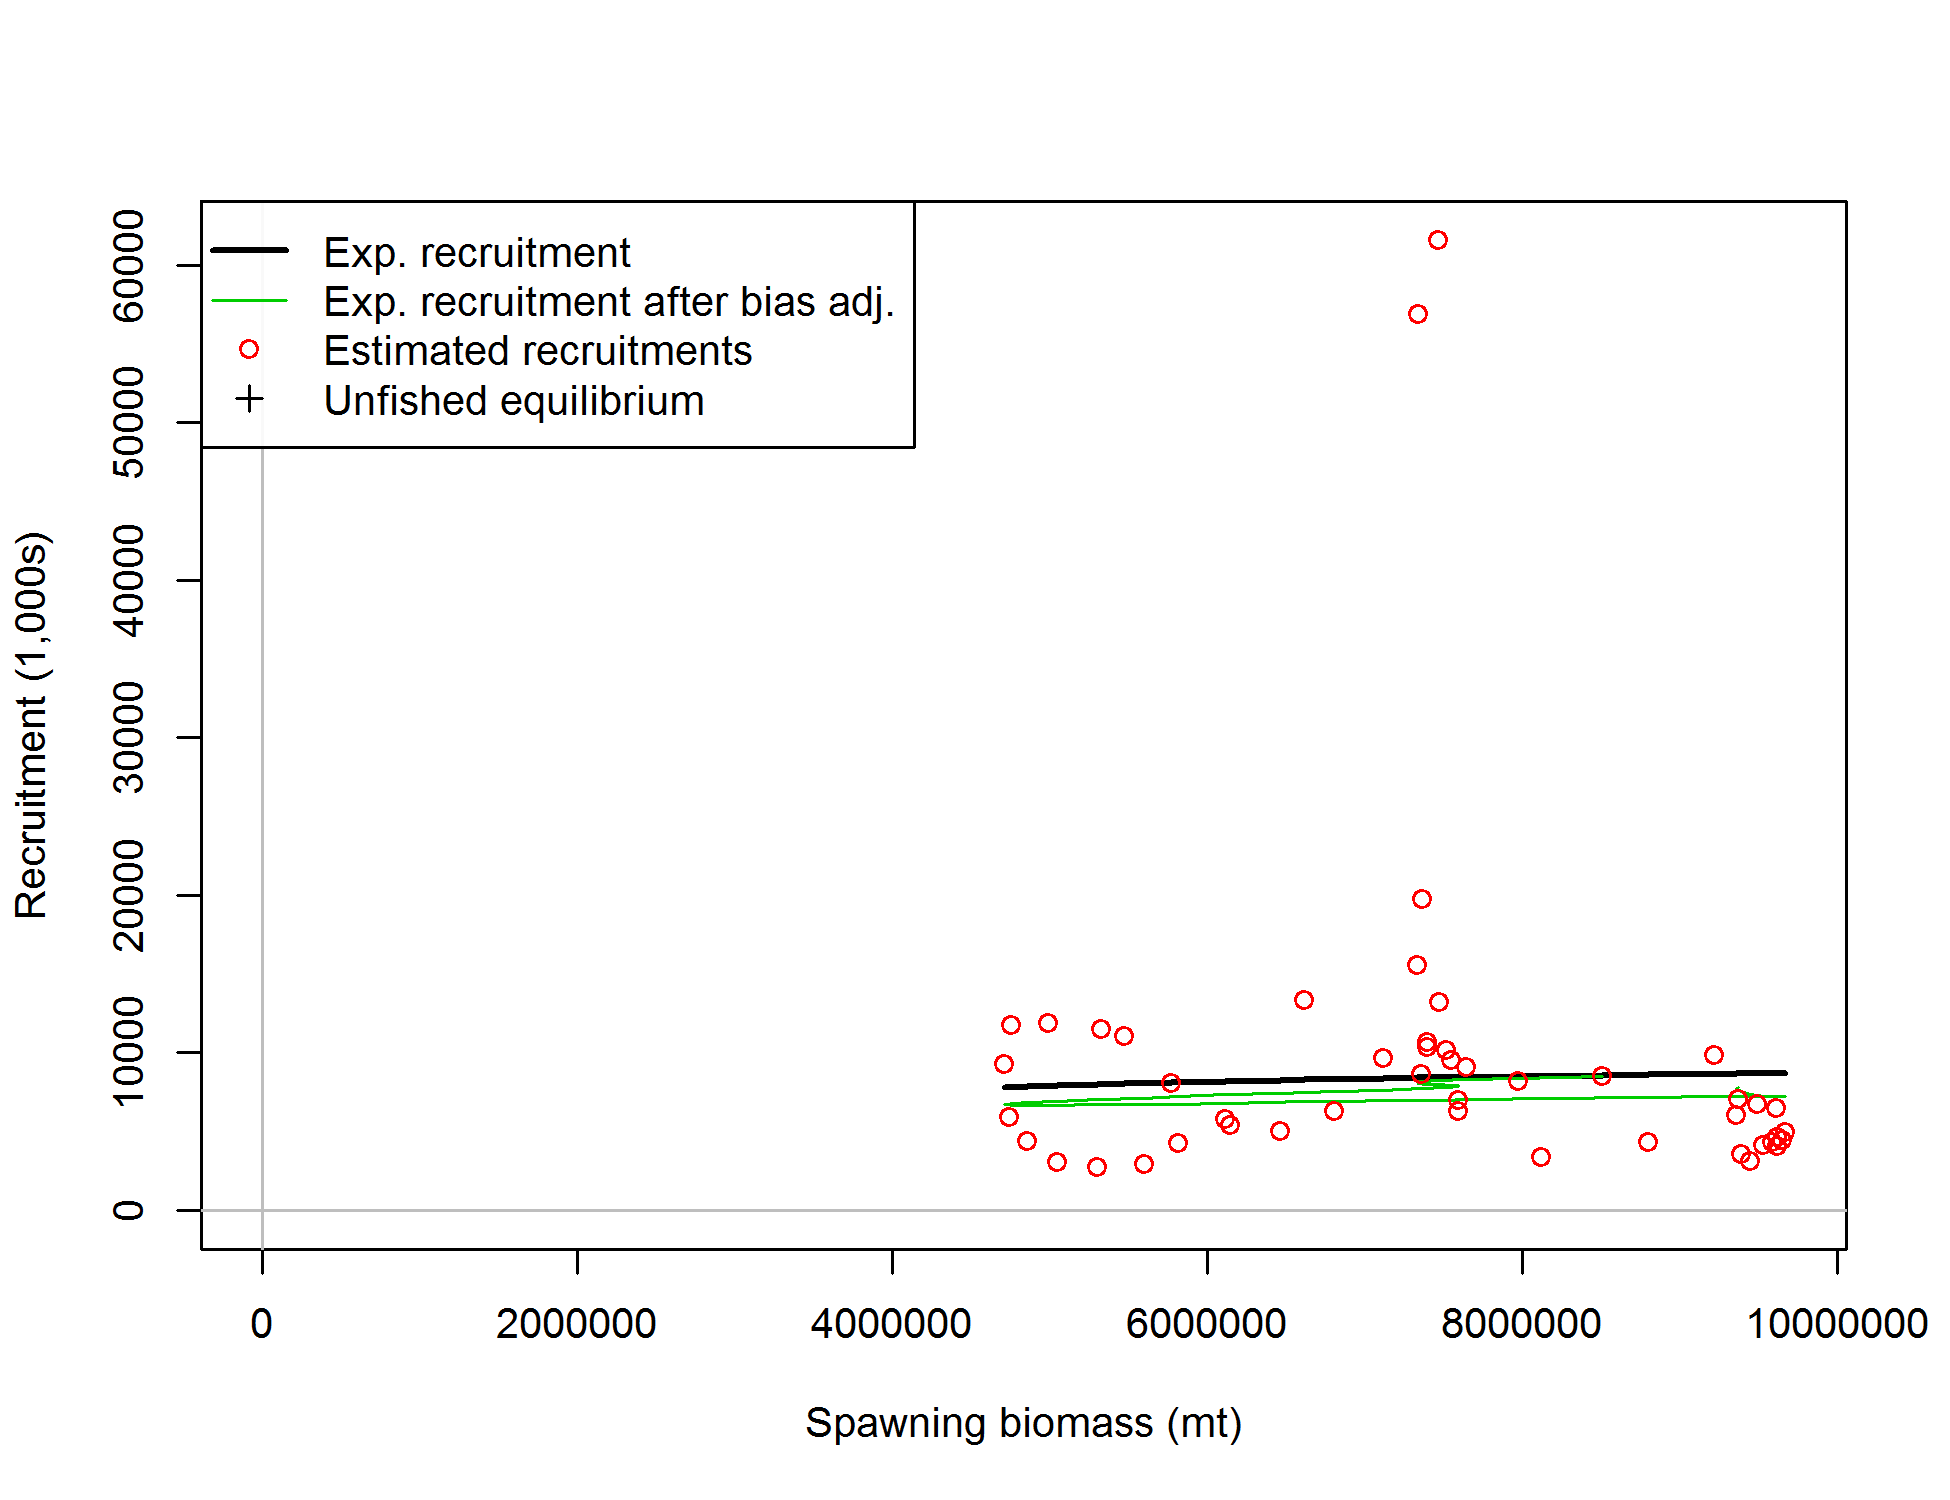 Exp. recruitment
Exp. recruitment after bias adj.
Estimated recruitments
Unfished equilibrium
Recruitment (1,000s)
60000
50000
40000
30000
20000
10000
0
0 2000000 4000000 6000000 8000000 10000000
Spawning biomass (mt)